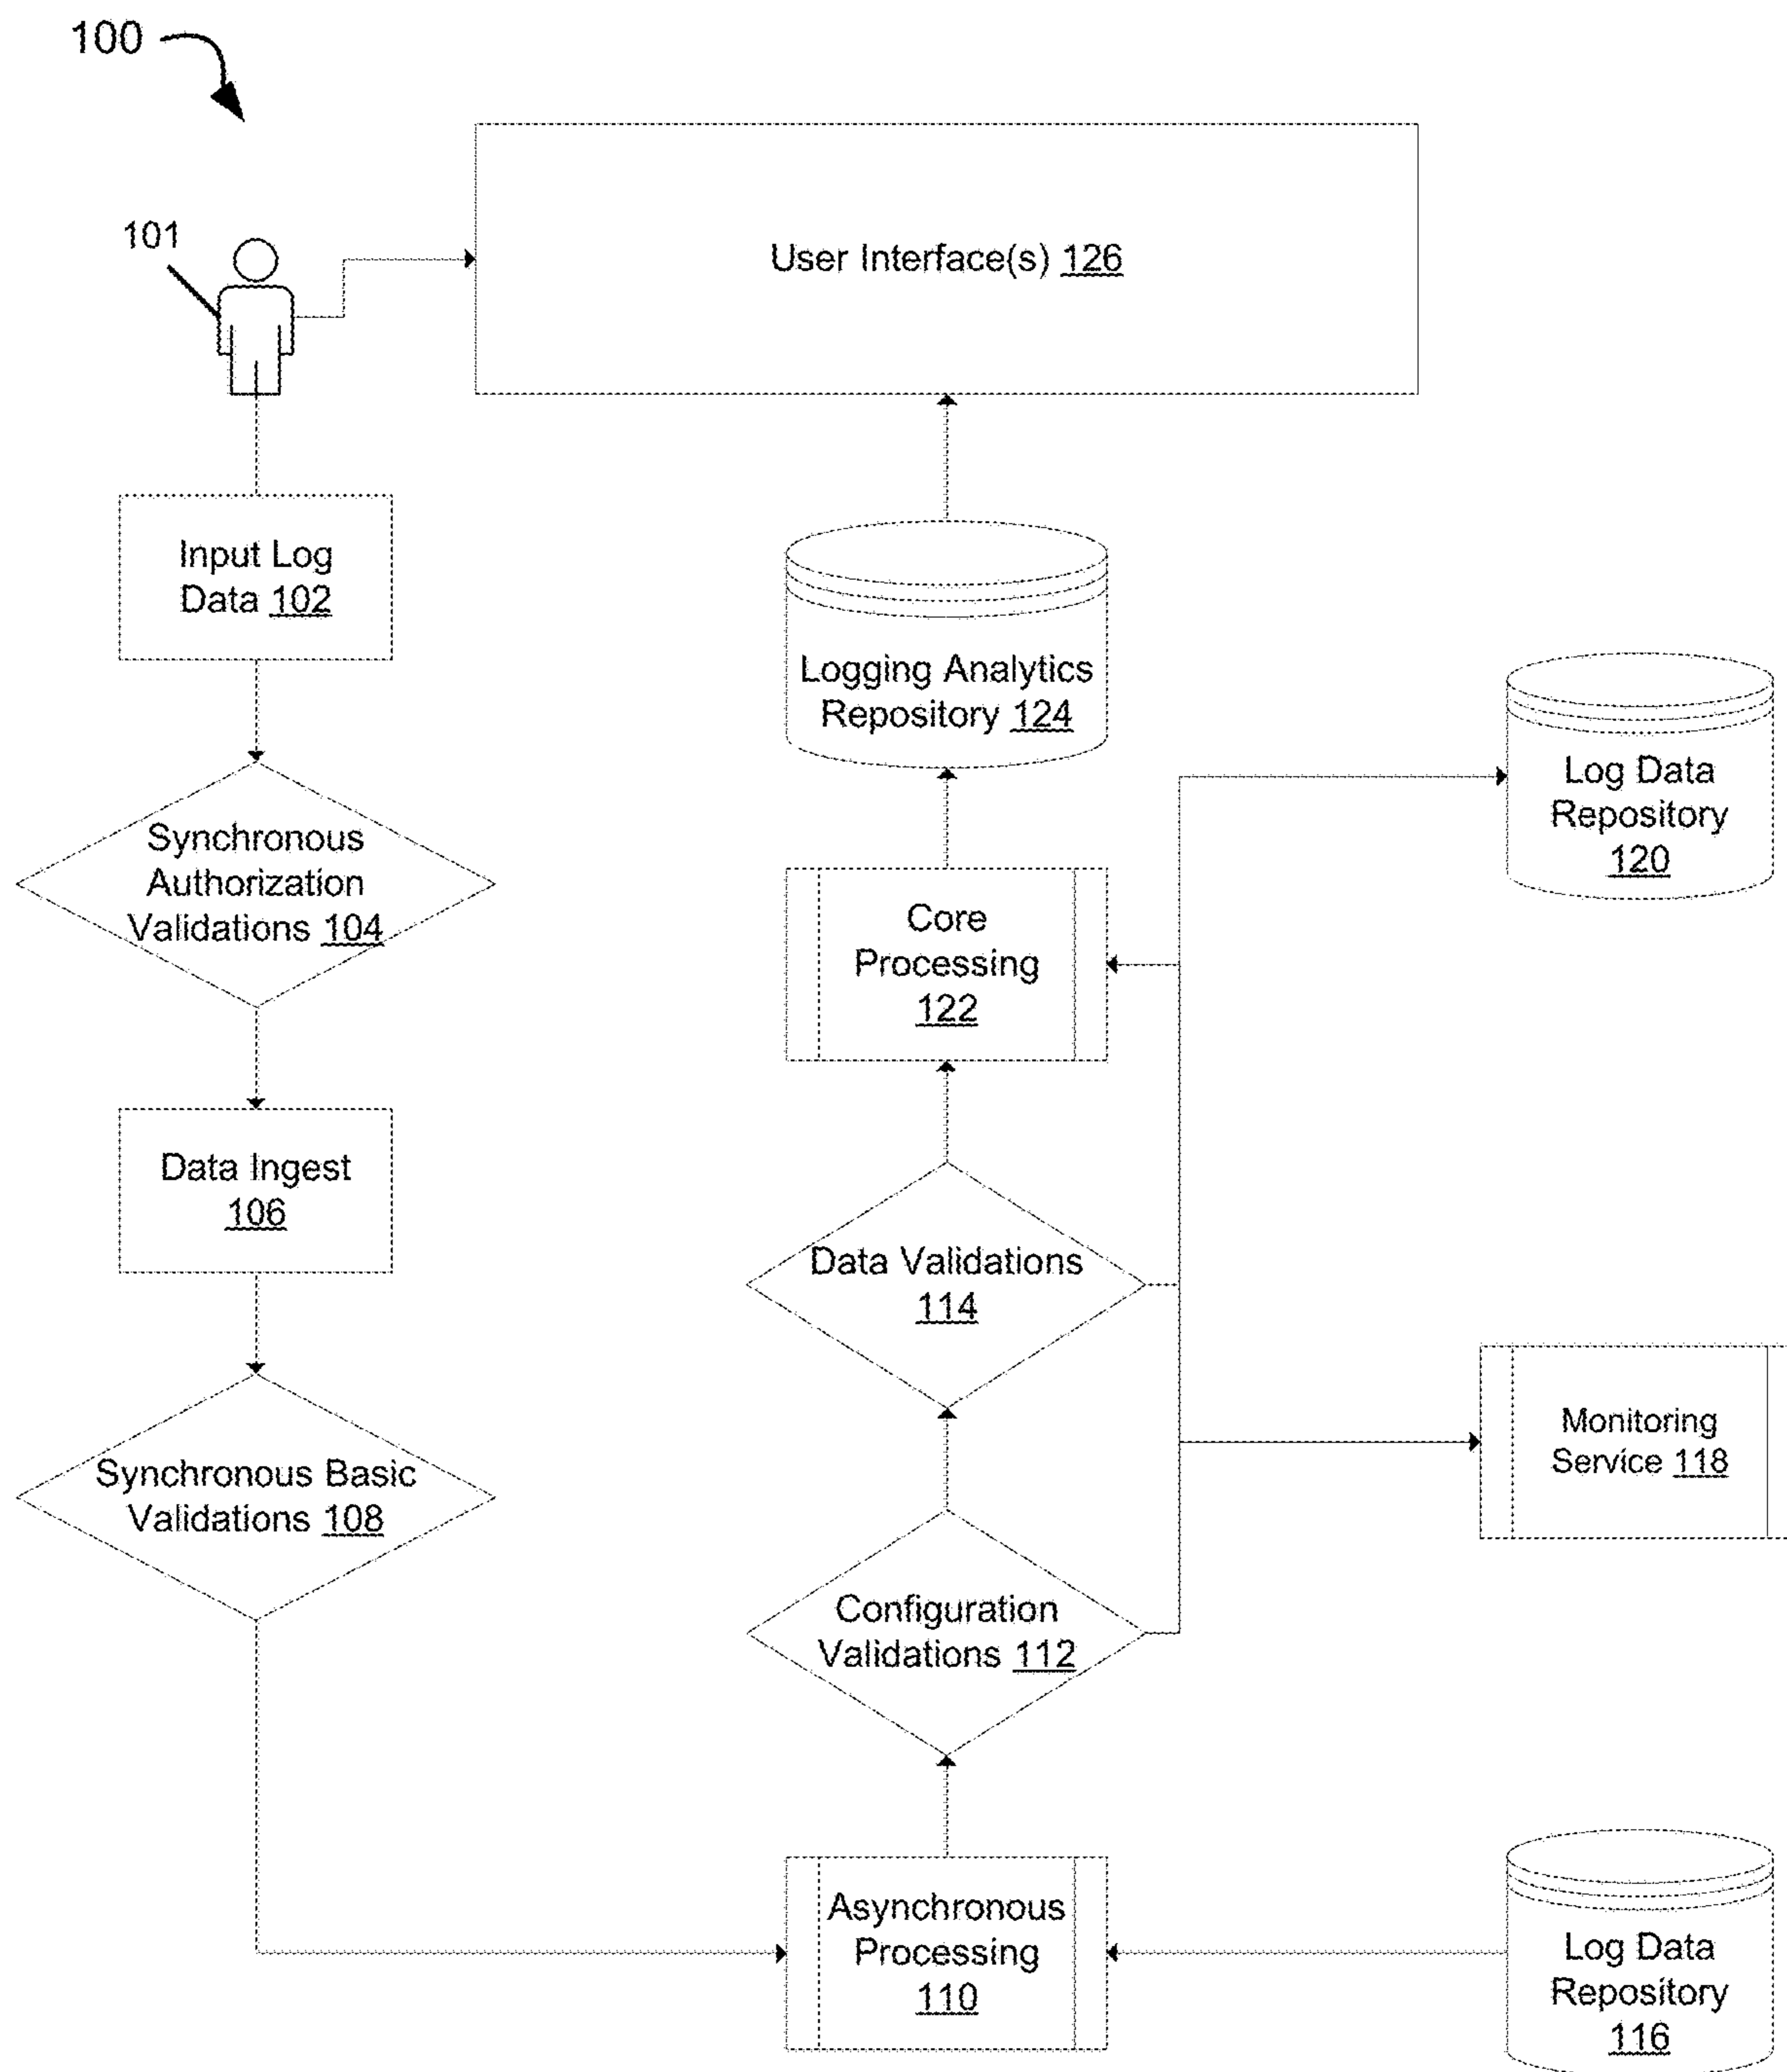 100
101
User Interface(s) 126
Input Log
Data 102
Logging Analytics
Repository 124
Log Data
Repository
120
Synchronous
Authorization
Validations 104
Core
Processing
122
Data Ingest
106
Data Validations
114
Monitoring
Service 118
Synchronous Basic
Validations 108
Configuration
Validations 112
Asynchronous
Processing
110
Log Data
Repository
116